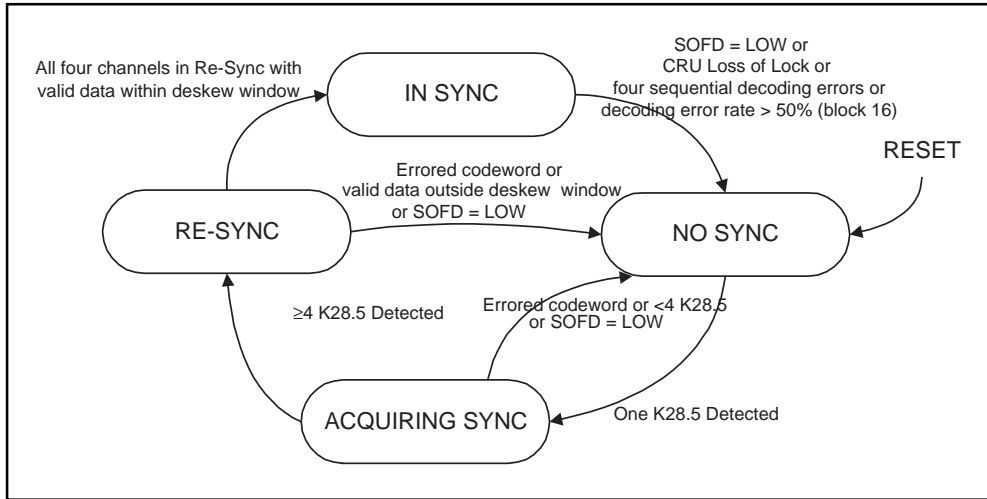 All four channels in Re-Sync with
valid data within deskew window
IN SYNC
SOFD = LOW or
CRU Loss of Lock or
four sequential decoding errors or
decoding error rate > 50% (block 16)
RESET
Errored codeword or
valid data outside deskew window
or SOFD = LOW
RE-SYNC
NO SYNC
≥4 K28.5 Detected
Errored codeword or <4 K28.5
or SOFD = LOW
ACQUIRING SYNC
One K28.5 Detected